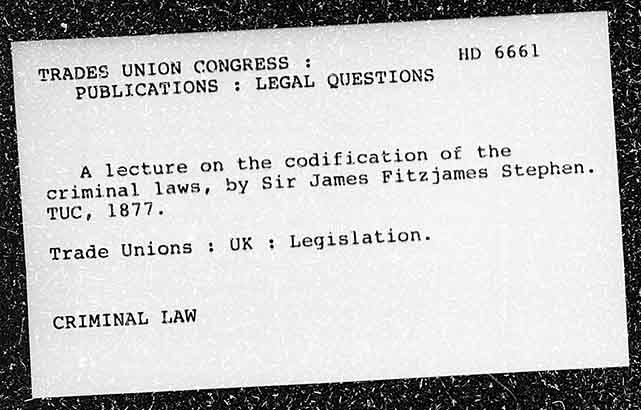 TRADES UNION CONGRESS : HD 6661
PUBLICATIONS : LEGAL QUESTIONS
A lecture on the codification of the
criminal laws, by Sir James Fitzjames Stephen.
TUC, 1877.
Trade Unions : UK : Legislation.
CRIMINAL LAW